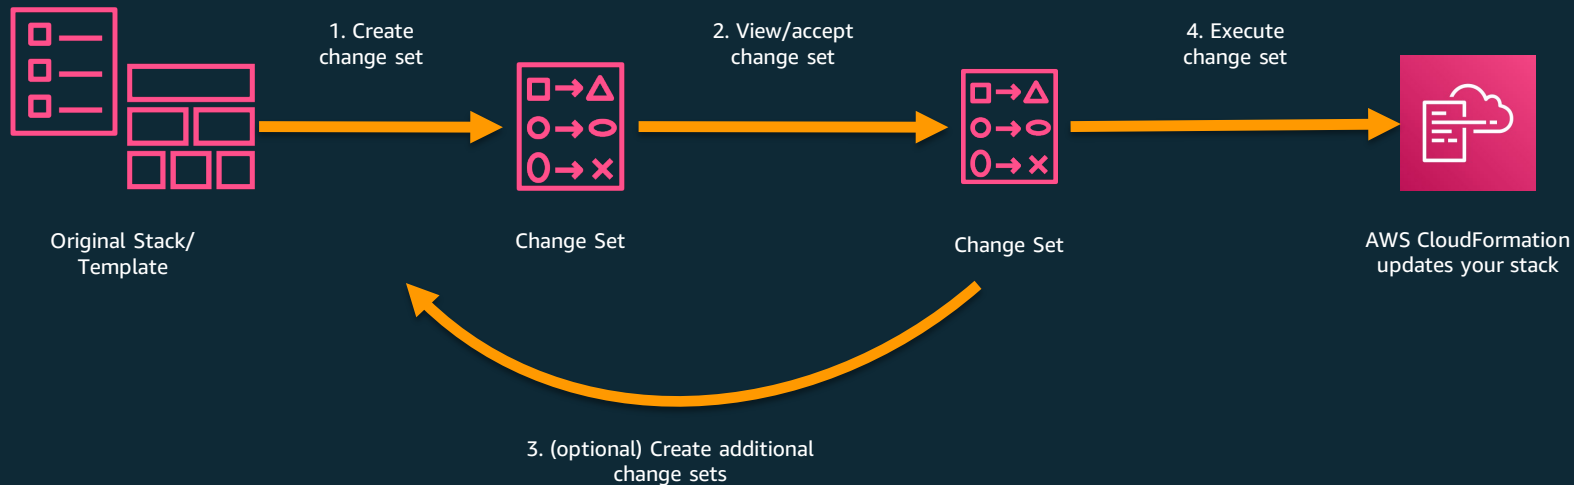 1. Create
change set
2. View/accept
change set
4. Execute
change set
Original Stack/
Template
Change Set
Change Set
AWS CloudFormation
updates your stack
3. (optional) Create additional
change sets